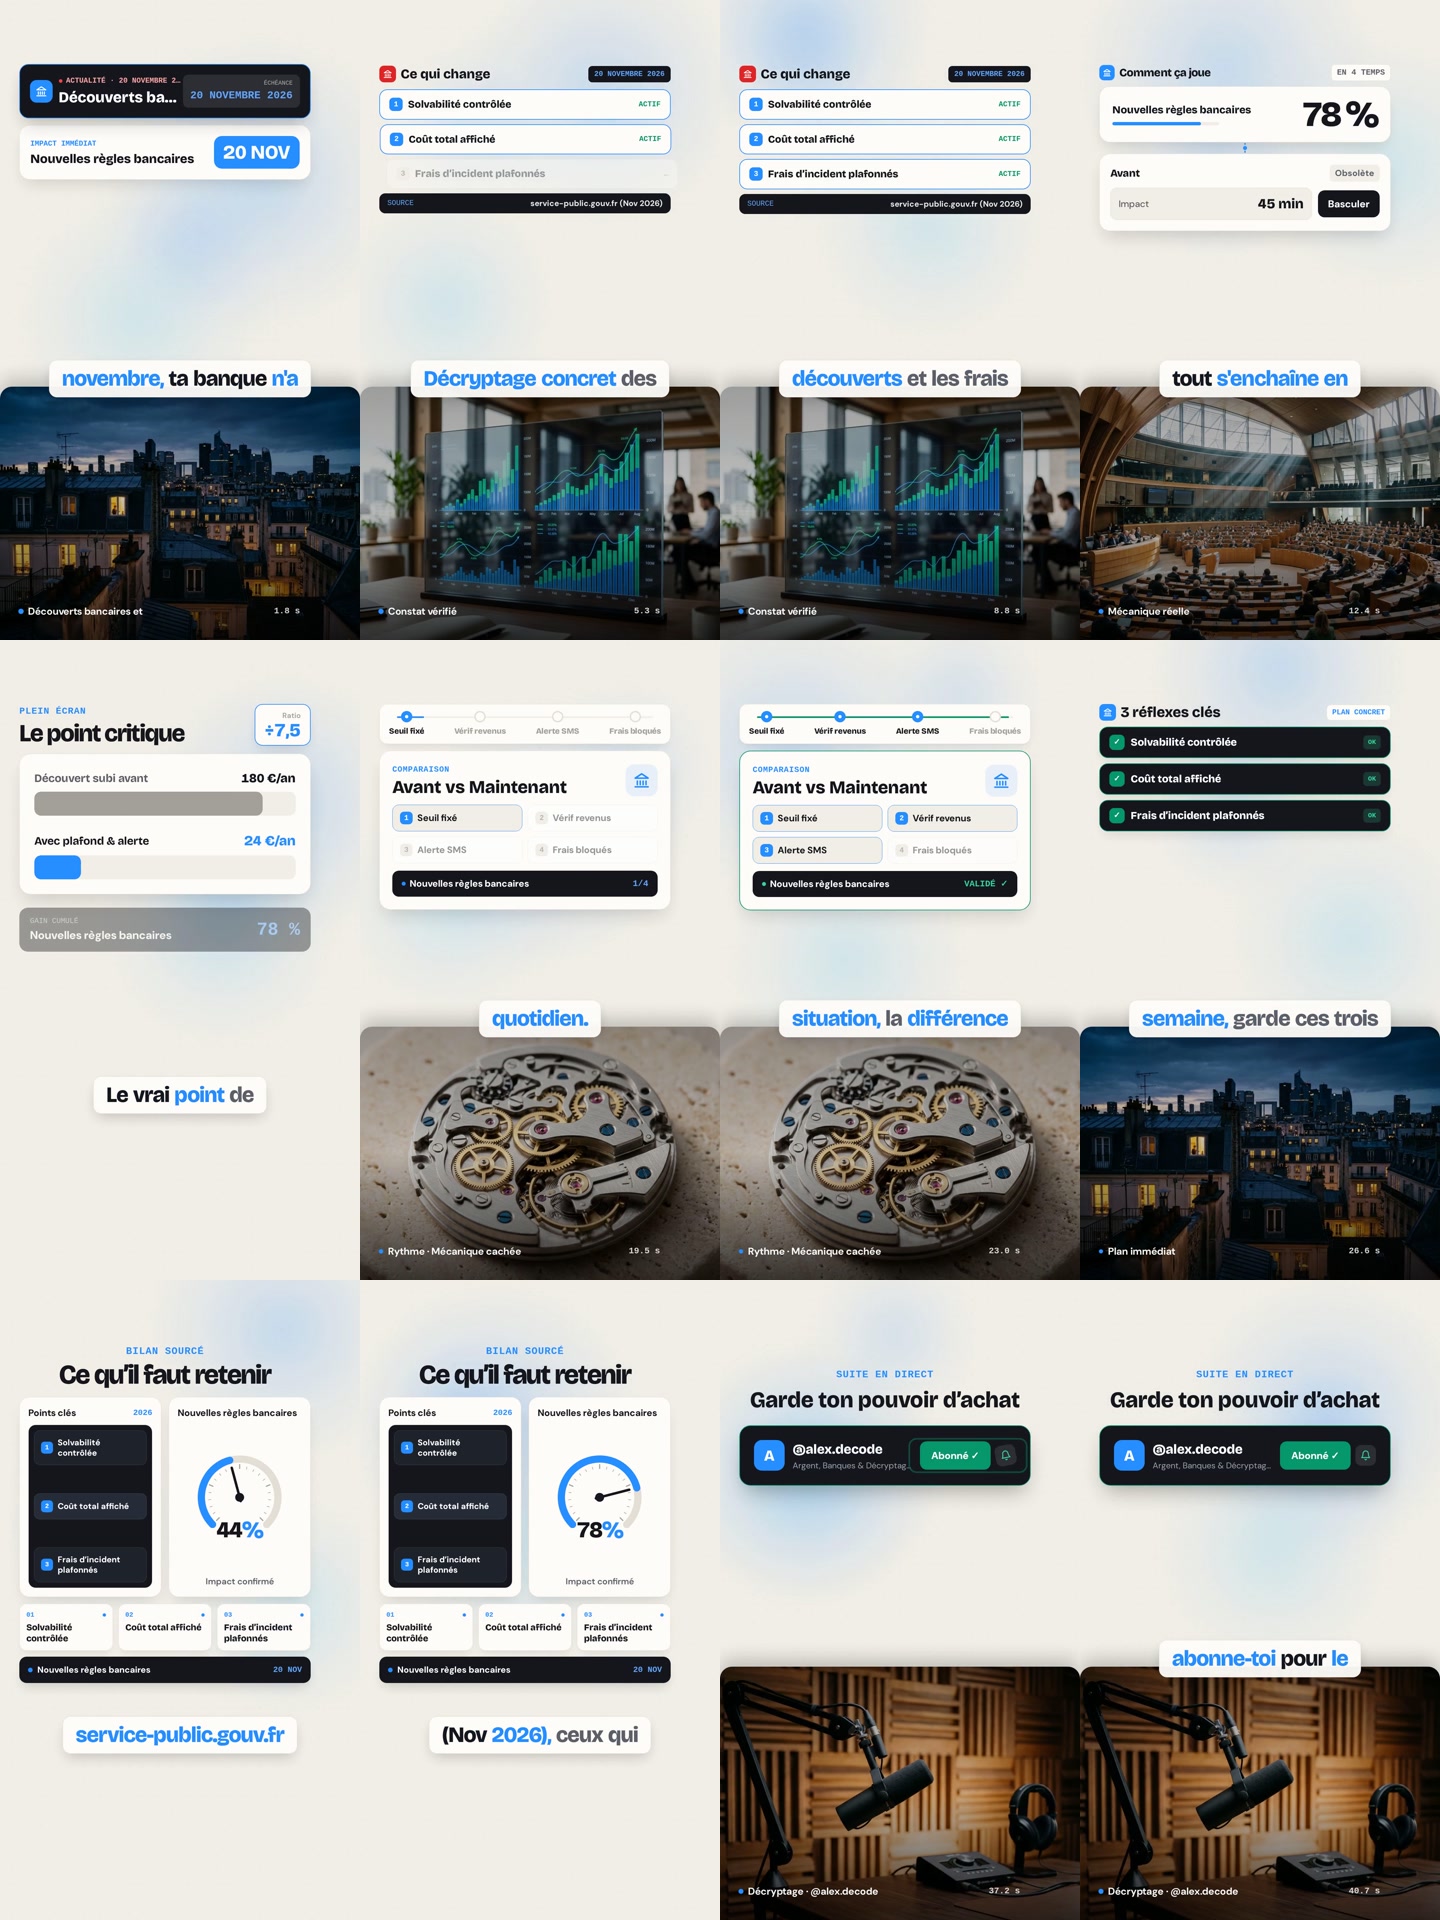 ACTUALITÉ · 20 NOVEMBRE 2…
Découverts ba…
ÉCHÉANCE
20 NOVEMBRE 2026
IMPACT IMMÉDIAT
Nouvelles règles bancaires
20 NOV
novembre, ta banque n'a
Découverts bancaires et
1.8 s
Ce qui change
20 NOVEMBRE 2026
1 Solvabilité contrôlée ACTIF
2 Coût total affiché ACTIF
3 Frais d'incident plafonnés
SOURCE service-public.gouv.fr (Nov 2026)
Décryptage concret des
Constat vérifié
5.3 s
Ce qui change
20 NOVEMBRE 2026
1 Solvabilité contrôlée ACTIF
2 Coût total affiché ACTIF
3 Frais d'incident plafonnés ACTIF
SOURCE service-public.gouv.fr (Nov 2026)
découverts et les frais
Constat vérifié
8.8 s
Comment ça joue
EN 4 TEMPS
Nouvelles règles bancaires
78 %
Avant
Obsolète
Impact 45 min
Basculer
tout s'enchaîne en
Mécanique réelle
12.4 s
PLEIN ÉCRAN
Le point critique
Ratio
÷7,5
Découvert subi avant 180 €/an
Avec plafond & alerte 24 €/an
GAIN CUMULÉ
Nouvelles règles bancaires
78 %
Le vrai point de
Seuil fixé Vérif revenus Alerte SMS Frais bloqués
COMPARAISON
Avant vs Maintenant
1 Seuil fixé 2 Vérif revenus
3 Alerte SMS 4 Frais bloqués
Nouvelles règles bancaires 1/4
quotidien.
Rythme · Mécanique cachée
19.5 s
Seuil fixé Vérif revenus Alerte SMS Frais bloqués
COMPARAISON
Avant vs Maintenant
1 Seuil fixé 2 Vérif revenus
3 Alerte SMS 4 Frais bloqués
Nouvelles règles bancaires VALIDÉ ✓
situation, la différence
Rythme · Mécanique cachée
23.0 s
3 réflexes clés
PLAN CONCRET
✓ Solvabilité contrôlée OK
✓ Coût total affiché OK
✓ Frais d'incident plafonnés OK
semaine, garde ces trois
Plan immédiat
26.6 s
BILAN SOURCÉ
Ce qu'il faut retenir
Points clés 2026
1 Solvabilité
contrôlée
2 Coût total affiché
3 Frais d'incident
plafonnés
Nouvelles règles bancaires
44%
Impact confirmé
01
Solvabilité
contrôlée
02
Coût total affiché
03
Frais d'incident
plafonnés
Nouvelles règles bancaires 20 NOV
service-public.gouv.fr
BILAN SOURCÉ
Ce qu'il faut retenir
Points clés 2026
1 Solvabilité
contrôlée
2 Coût total affiché
3 Frais d'incident
plafonnés
Nouvelles règles bancaires
78%
Impact confirmé
01
Solvabilité
contrôlée
02
Coût total affiché
03
Frais d'incident
plafonnés
Nouvelles règles bancaires 20 NOV
(Nov 2026), ceux qui
SUITE EN DIRECT
Garde ton pouvoir d'achat
A
@alex.decode
Argent, Banques & Décryptag…
Abonné ✓
Décryptage · @alex.decode
37.2 s
SUITE EN DIRECT
Garde ton pouvoir d'achat
A
@alex.decode
Argent, Banques & Décryptag…
Abonné ✓
abonne-toi pour le
Décryptage · @alex.decode
40.7 s